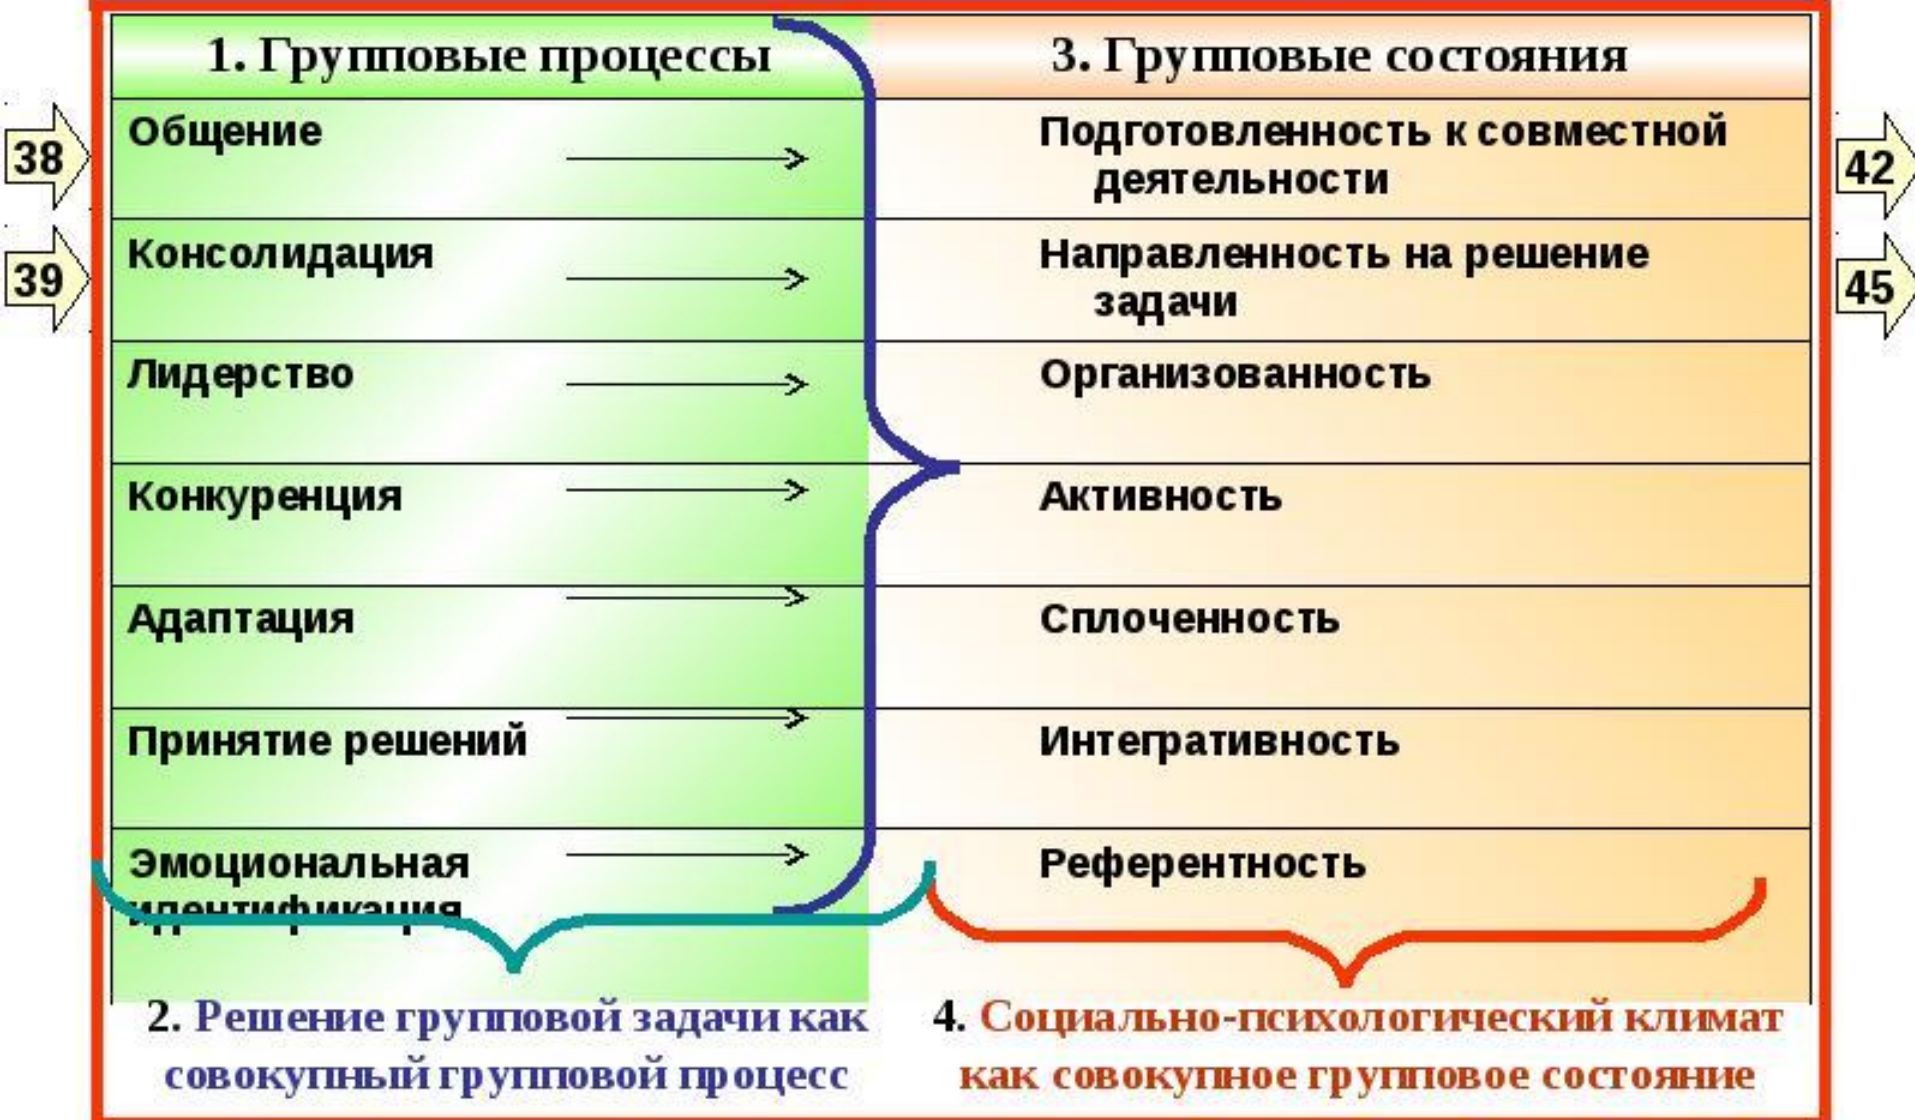 1. Групповые процессы
3. Групповые состояния
38
Общение
Подготовленность к совместной
деятельности
42
39
Консолидация
Направленность на решение
задачи
45
Лидерство
Организованность
Конкуренция
Активность
Адаптация
Сплоченность
Принятие решений
Интегративность
Эмоциональная
идентификация
Референтность
2. Решение групповой задачи как
совокупный групповой процесс
4. Социально-психологический климат
как совокупное групповое состояние